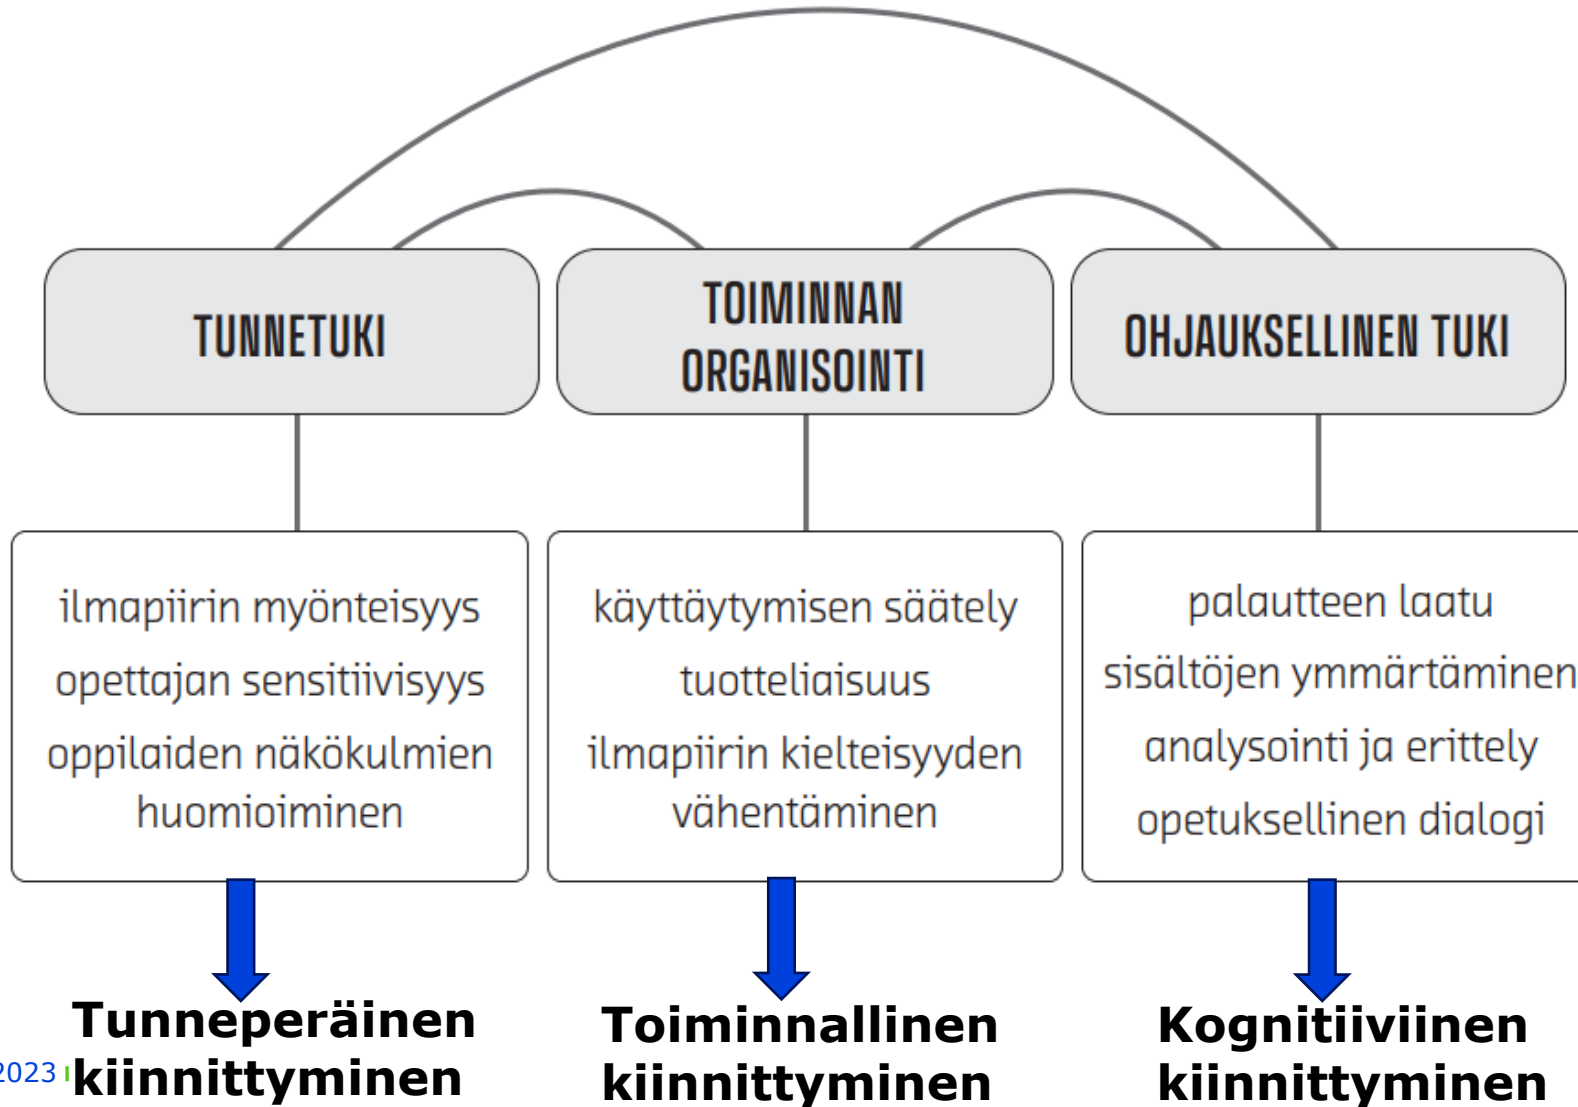 TUNNETUKI
TOIMINNAN
ORGANISOINTI
OHJAUKSELLINEN TUKI
ilmapiirin myönteisyys
opettajan sensitiivisyys
oppilaiden näkökulmien
huomioiminen
käyttäytymisen säätely
tuotteliaisuus
ilmapiirin kielteisyyden
vähentäminen
palautteen laatu
sisältöjen ymmärtäminen
analysointi ja erittely
opetuksellinen dialogi
Tunneperäinen
kiinnittyminen
Toiminnallinen
kiinnittyminen
Kognitiiviinen
kiinnittyminen
2023